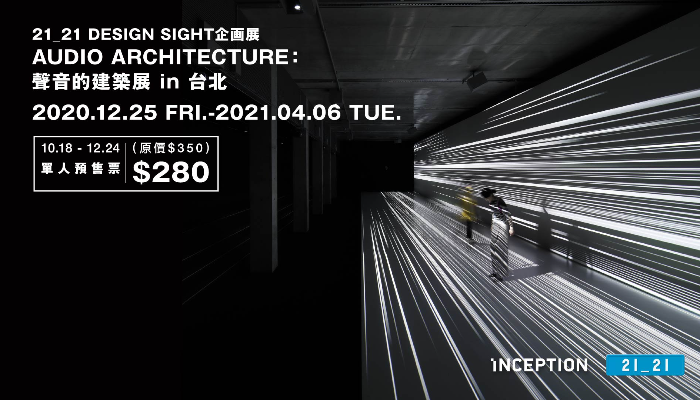 21_21 DESIGN SIGHT企画展
AUDIO ARCHITECTURE:
聲音的建築展 in 台北
2020.12.25 FRI.-2021.04.06 TUE.
10.18 - 12.24 (原價$350)
單人預售票 $280
INCEPTION 21_21